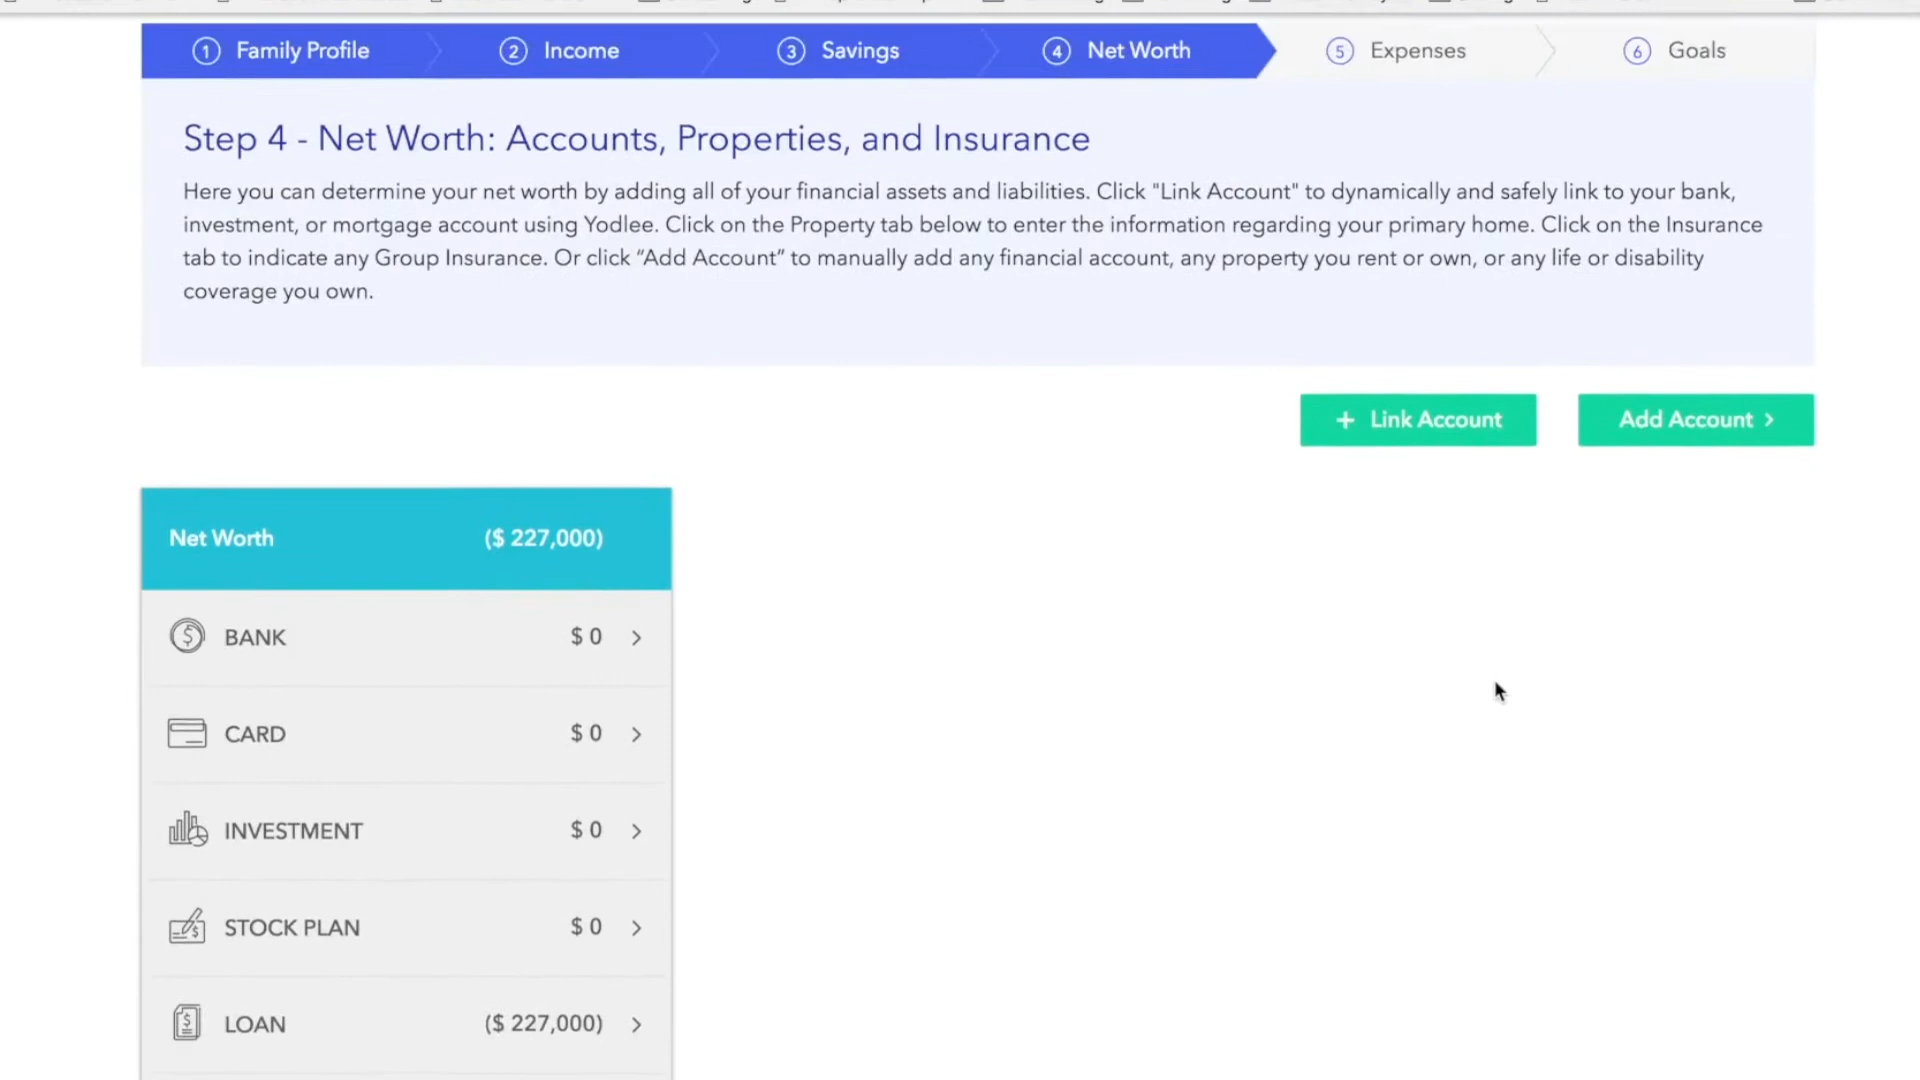 1 Family Profile
2 Income
3 Savings
4 Net Worth
5 Expenses
6 Goals
Step 4 - Net Worth: Accounts, Properties, and Insurance
Here you can determine your net worth by adding all of your financial assets and liabilities. Click "Link Account" to dynamically and safely link to your bank,
investment, or mortgage account using Yodlee. Click on the Property tab below to enter the information regarding your primary home. Click on the Insurance
tab to indicate any Group Insurance. Or click “Add Account” to manually add any financial account, any property you rent or own, or any life or disability
coverage you own.
+ Link Account
Add Account >
Net Worth ($ 227,000)
BANK $ 0 >
CARD $ 0 >
INVESTMENT $ 0 >
STOCK PLAN $ 0 >
LOAN ($ 227,000) >